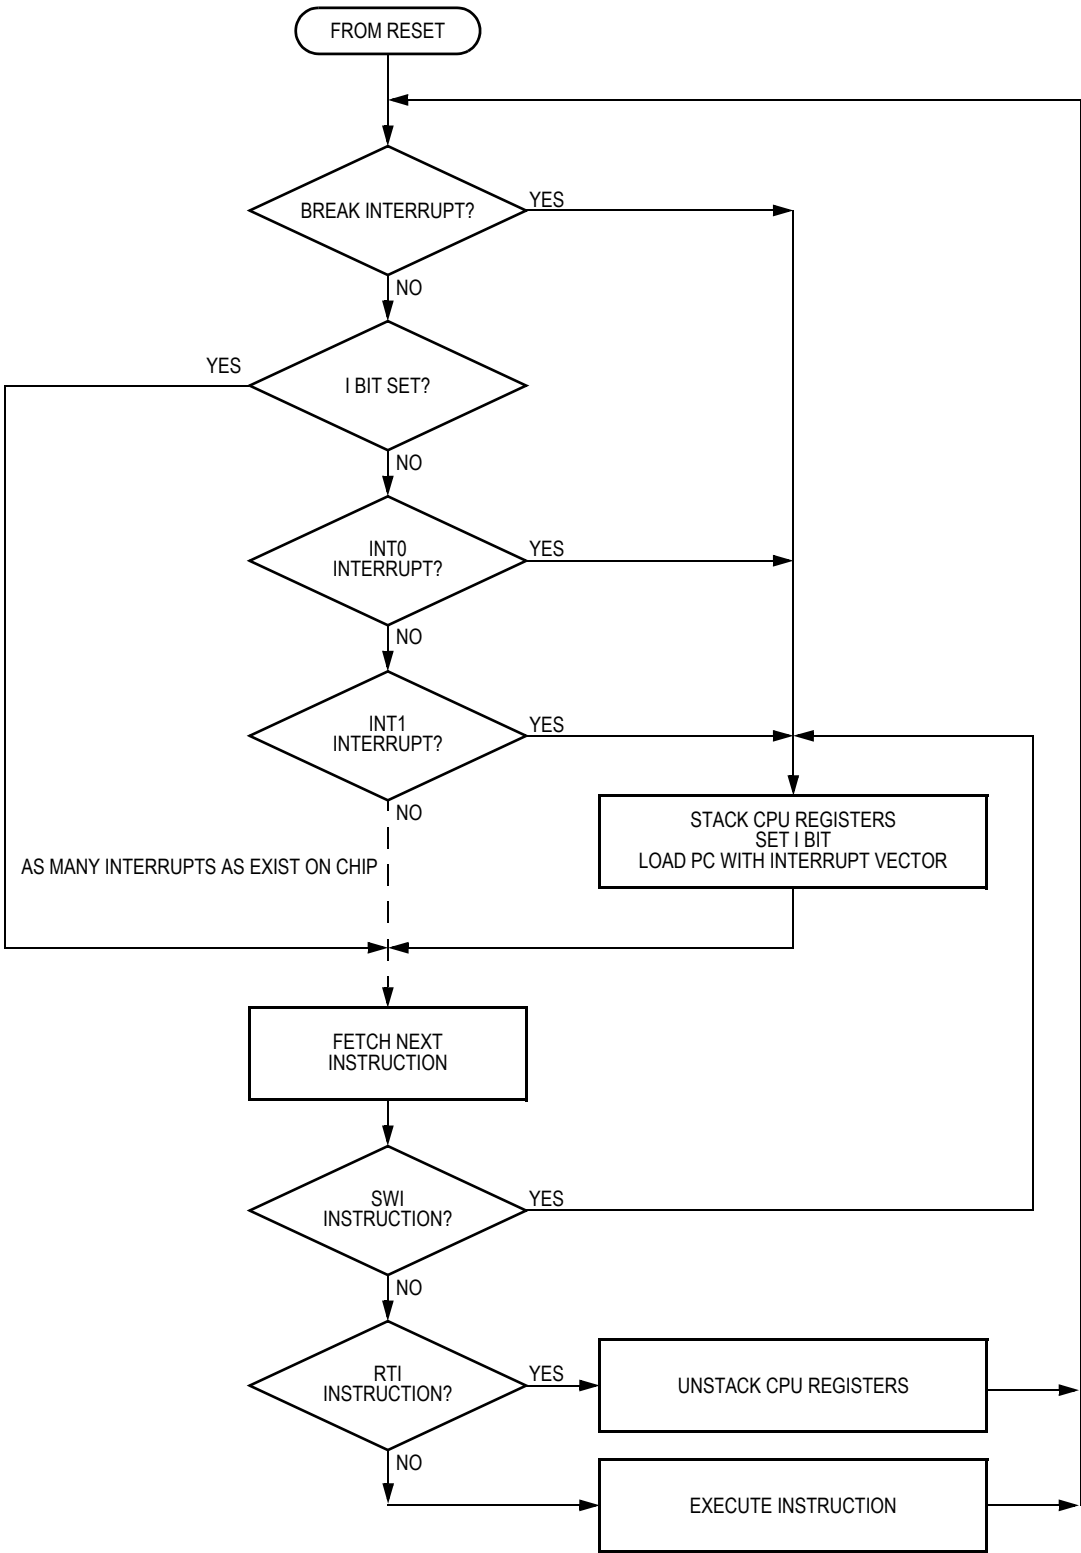 FROM RESET
BREAK INTERRUPT?
YES
NO
YES
I BIT SET?
NO
INT0
INTERRUPT?
YES
NO
INT1
INTERRUPT?
YES
NO
STACK CPU REGISTERS
SET I BIT
LOAD PC WITH INTERRUPT VECTOR
AS MANY INTERRUPTS AS EXIST ON CHIP
FETCH NEXT
INSTRUCTION
SWI
INSTRUCTION?
YES
NO
RTI
INSTRUCTION?
YES
UNSTACK CPU REGISTERS
NO
EXECUTE INSTRUCTION